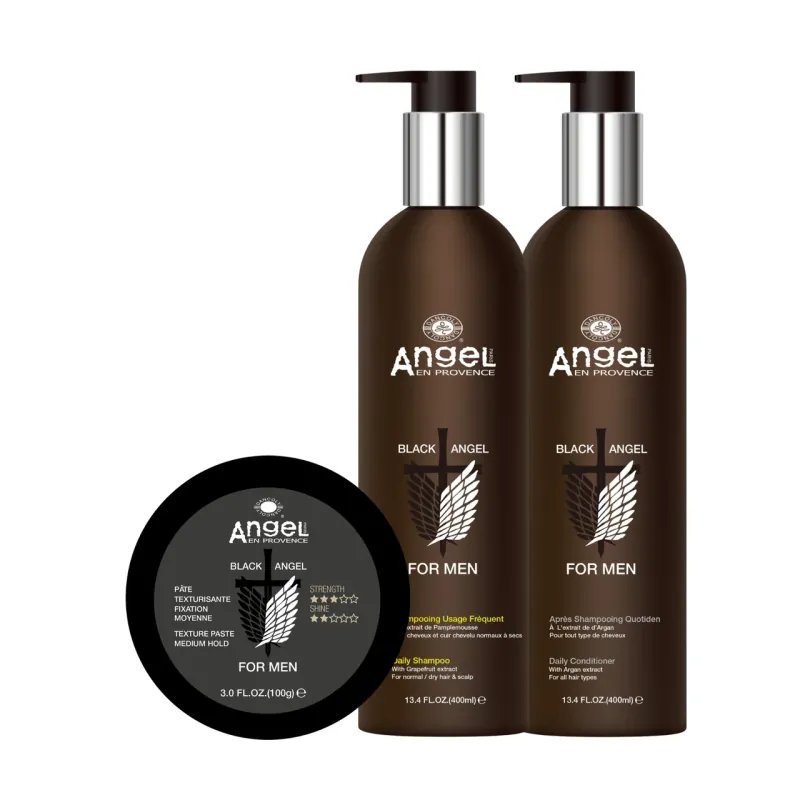 Angel
EN PROVENCE
BLACK ANGEL
PÂTE
TEXTURISANTE
FIXATION
MOYENNE
TEXTURE PASTE
MEDIUM HOLD
STRENGTH
SHINE
FOR MEN
3.0 FL.OZ.(100g) ℮
Angel
EN PROVENCE
BLACK ANGEL
FOR MEN
Usage Frèquent
extrait de Pamplemousse
cheveux et cuir chevelu normaux à secs
Daily Shampoo
With Grapefruit extract
For normal / dry hair & scalp
13.4 FL.OZ.(400ml) ℮
Angel
EN PROVENCE
BLACK ANGEL
FOR MEN
Après Shampooing Quotien
À L'extrait de d'Argan
Pour tout type de cheveux
Daily Conditioner
With Argan extract
For all hair types
13.4 FL.OZ.(400ml) ℮